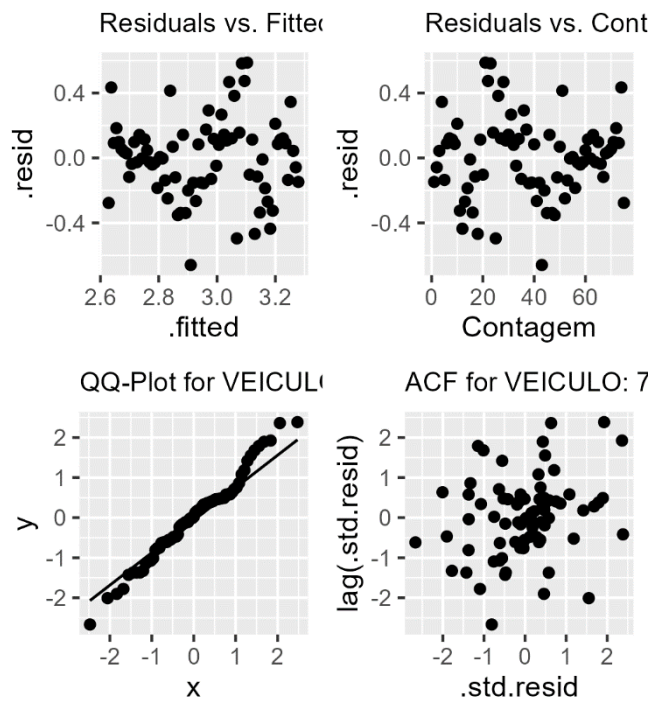 Residuals vs. Fitte
Residuals vs. Cont
.resid
0.4
0.0
-0.4
2.6 2.8 3.0 3.2
.fitted
.resid
0.4
0.0
-0.4
0 20 40 60
Contagem
QQ-Plot for VEICUL
ACF for VEICULO: 7
y
2
1
0
-1
-2
-2 -1 0 1 2
x
lag(.std.resid)
2
1
0
-1
-2
-2 -1 0 1 2
.std.resid